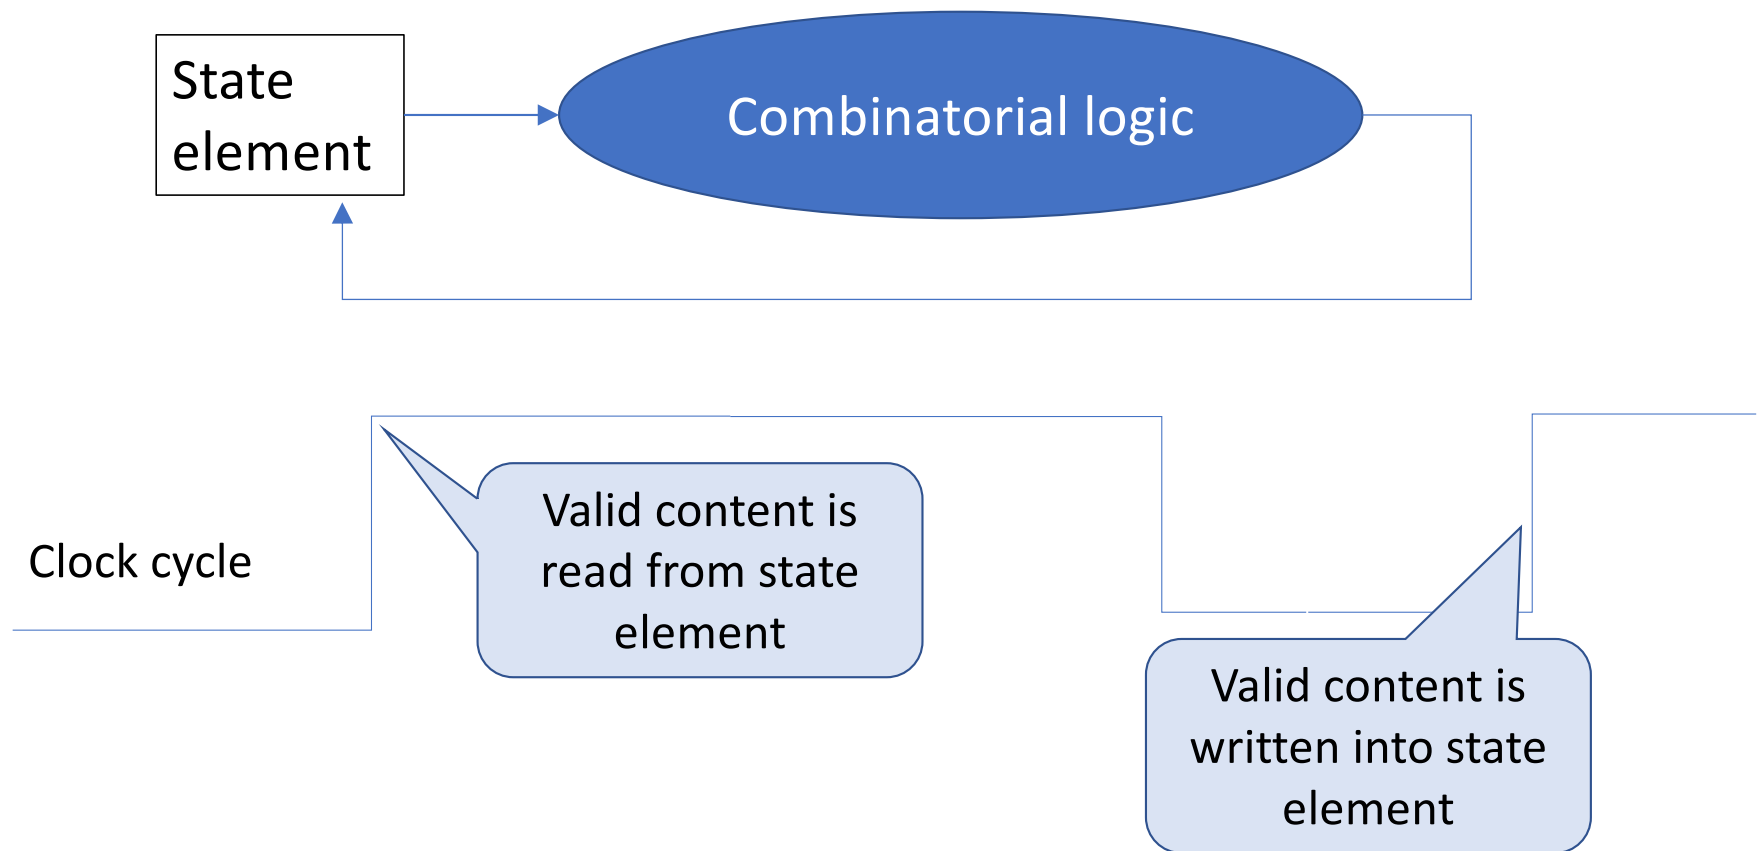 State
element
Combinatorial logic
Clock cycle
Valid content is
read from state
element
Valid content is
written into state
element